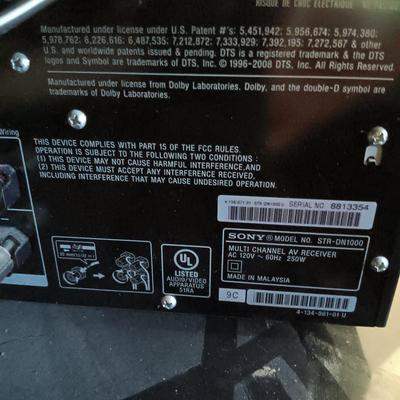 RISQUE DE CHOC ELECTRIQUE
Manufactured under license under U.S. Patent #'s: 5,451,942; 5,956,674; 5,974,380;
5,978,762; 6,226,616; 6,487,535; 7,212,872; 7,333,929; 7,392,195; 7,272,567 & other
U.S. and worldwide patents issued & pending. DTS is a registered trademark & the DTS
logos and Symbol are trademarks of DTS, Inc. © 1996-2008 DTS, Inc. All Rights Reserved.
Manufactured under license from Dolby Laboratories. Dolby, and the double-D symbol are
trademarks of Dolby Laboratories.
Wiring
THIS DEVICE COMPLIES WITH PART 15 OF THE FCC RULES.
OPERATION IS SUBJECT TO THE FOLLOWING TWO CONDITIONS :
(1) THIS DEVICE MAY NOT CAUSE HARMFUL INTERFERENCE,AND
(2) THIS DEVICE MUST ACCEPT ANY INTERFERENCE RECEIVED,
INCLUDING INTERFERENCE THAT MAY CAUSE UNDESIRED OPERATION.
STR-DN1000 U SERIAL NO 8813354
SONY® MODEL NO. STR-DN1000
MULTI CHANNEL AV RECEIVER
AC 120V ~ 60Hz 250W
MADE IN MALAYSIA
UL
LISTED
AUDIO/VIDEO
APPARATUS
51RA
9C
4-134-861-01 U